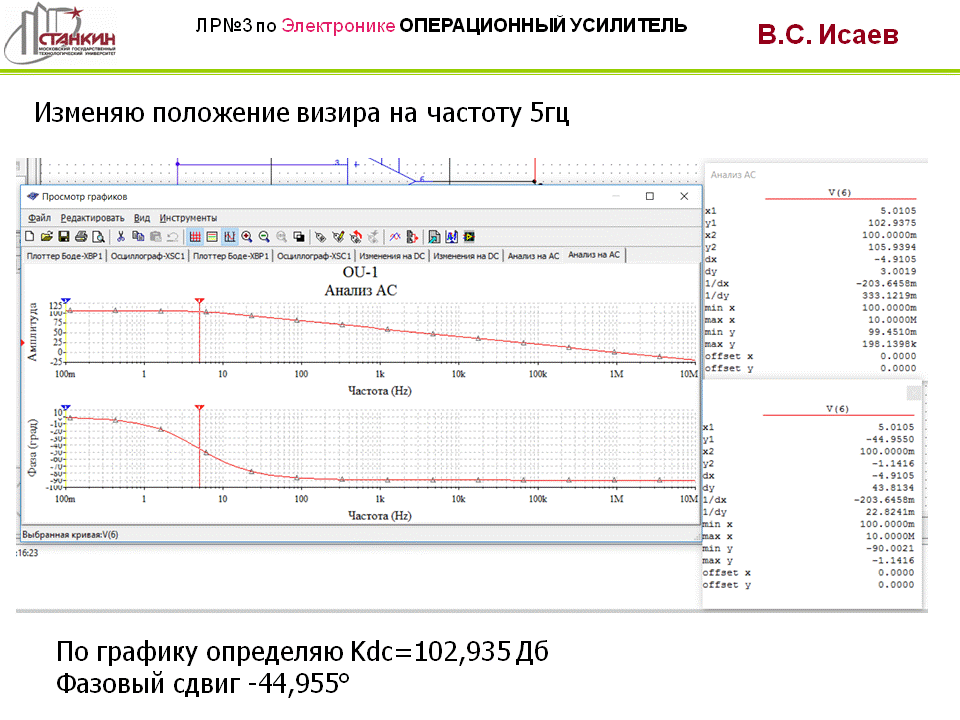 СТАНКИН
МОСКОВСКИЙ ГОСУДАРСТВЕННЫЙ
ТЕХНОЛОГИЧЕСКИЙ УНИВЕРСИТЕТ
ЛР№3 по Электронике ОПЕРАЦИОННЫЙ УСИЛИТЕЛЬ
В.С. Исаев
Изменяю положение визира на частоту 5гц
3
6
Просмотр графиков
Файл Редактировать Вид Инструменты
Плоттер Боде-XBP1 Осциллограф-XSC1 Плоттер Боде-XBP1 Осциллограф-XSC1 Изменения на DC Изменения на DC Анализ на AC Анализ на AC
OU-1
Анализ AC
Амплитуда
125
100
75
50
25
0
-25
100m 1 10 100 1k 10k 100k 1M 10M
Частота (Hz)
Фаза (град)
10
-10
-20
-30
-40
-50
-60
-70
-80
-90
-100
100m 1 10 100 1k 10k 100k 1M 10M
Частота (Hz)
Выбранная кривая:V(6)
:16:23
Анализ AC
V(6)
x1 5.0105
y1 102.9375
x2 100.0000m
y2 105.9394
dx -4.9105
dy 3.0019
1/dx -203.6458m
1/dy 333.1219m
min x 100.0000m
max x 10.0000M
min y 99.4510m
max y 198.1398k
offset x 0.0000
offset y 0.0000
V(6)
x1 5.0105
y1 -44.9550
x2 100.0000m
y2 -1.1416
dx -4.9105
dy 43.8134
1/dx -203.6458m
1/dy 22.8241m
min x 100.0000m
max x 10.0000M
min y -90.0021
max y -1.1416
offset x 0.0000
offset y 0.0000
По графику определяю Kdc=102,935 Дб
Фазовый сдвиг -44,955°